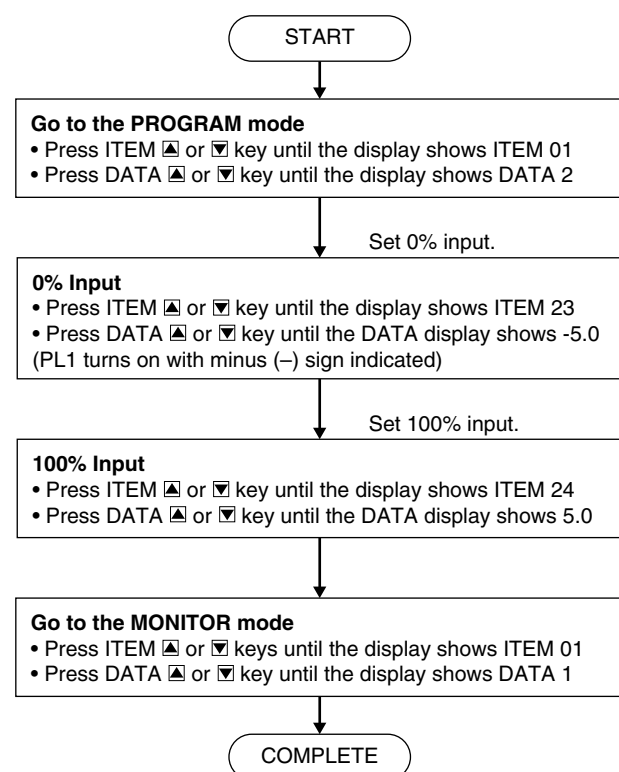 START
Go to the PROGRAM mode
• Press ITEM ▲ or ▼ key until the display shows ITEM 01
• Press DATA ▲ or ▼ key until the display shows DATA 2
Set 0% input.
0% Input
• Press ITEM ▲ or ▼ key until the display shows ITEM 23
• Press DATA ▲ or ▼ key until the DATA display shows -5.0
(PL1 turns on with minus (–) sign indicated)
Set 100% input.
100% Input
• Press ITEM ▲ or ▼ key until the display shows ITEM 24
• Press DATA ▲ or ▼ key until the DATA display shows 5.0
Go to the MONITOR mode
• Press ITEM ▲ or ▼ keys until the display shows ITEM 01
• Press DATA ▲ or ▼ key until the display shows DATA 1
COMPLETE